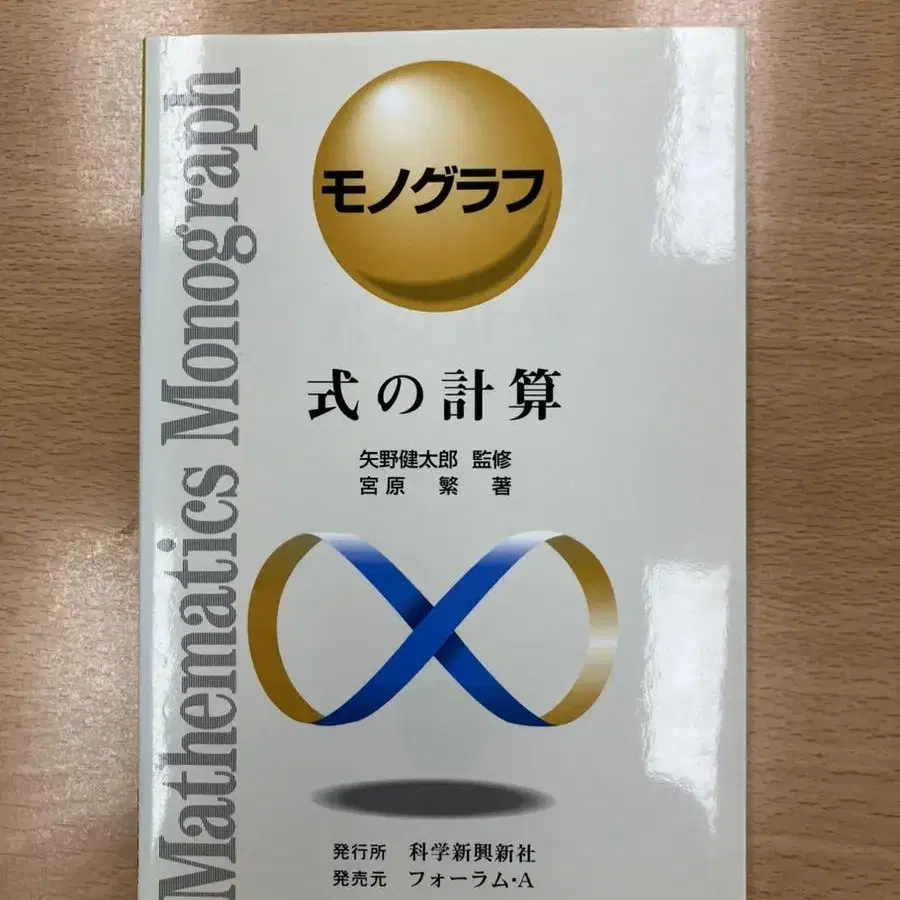 Mathematics Monograph
モノグラフ
式の計算
矢野健太郎 監修
宮原 繁 著
発行所 科学新興新社
発売元 フォーラム・A